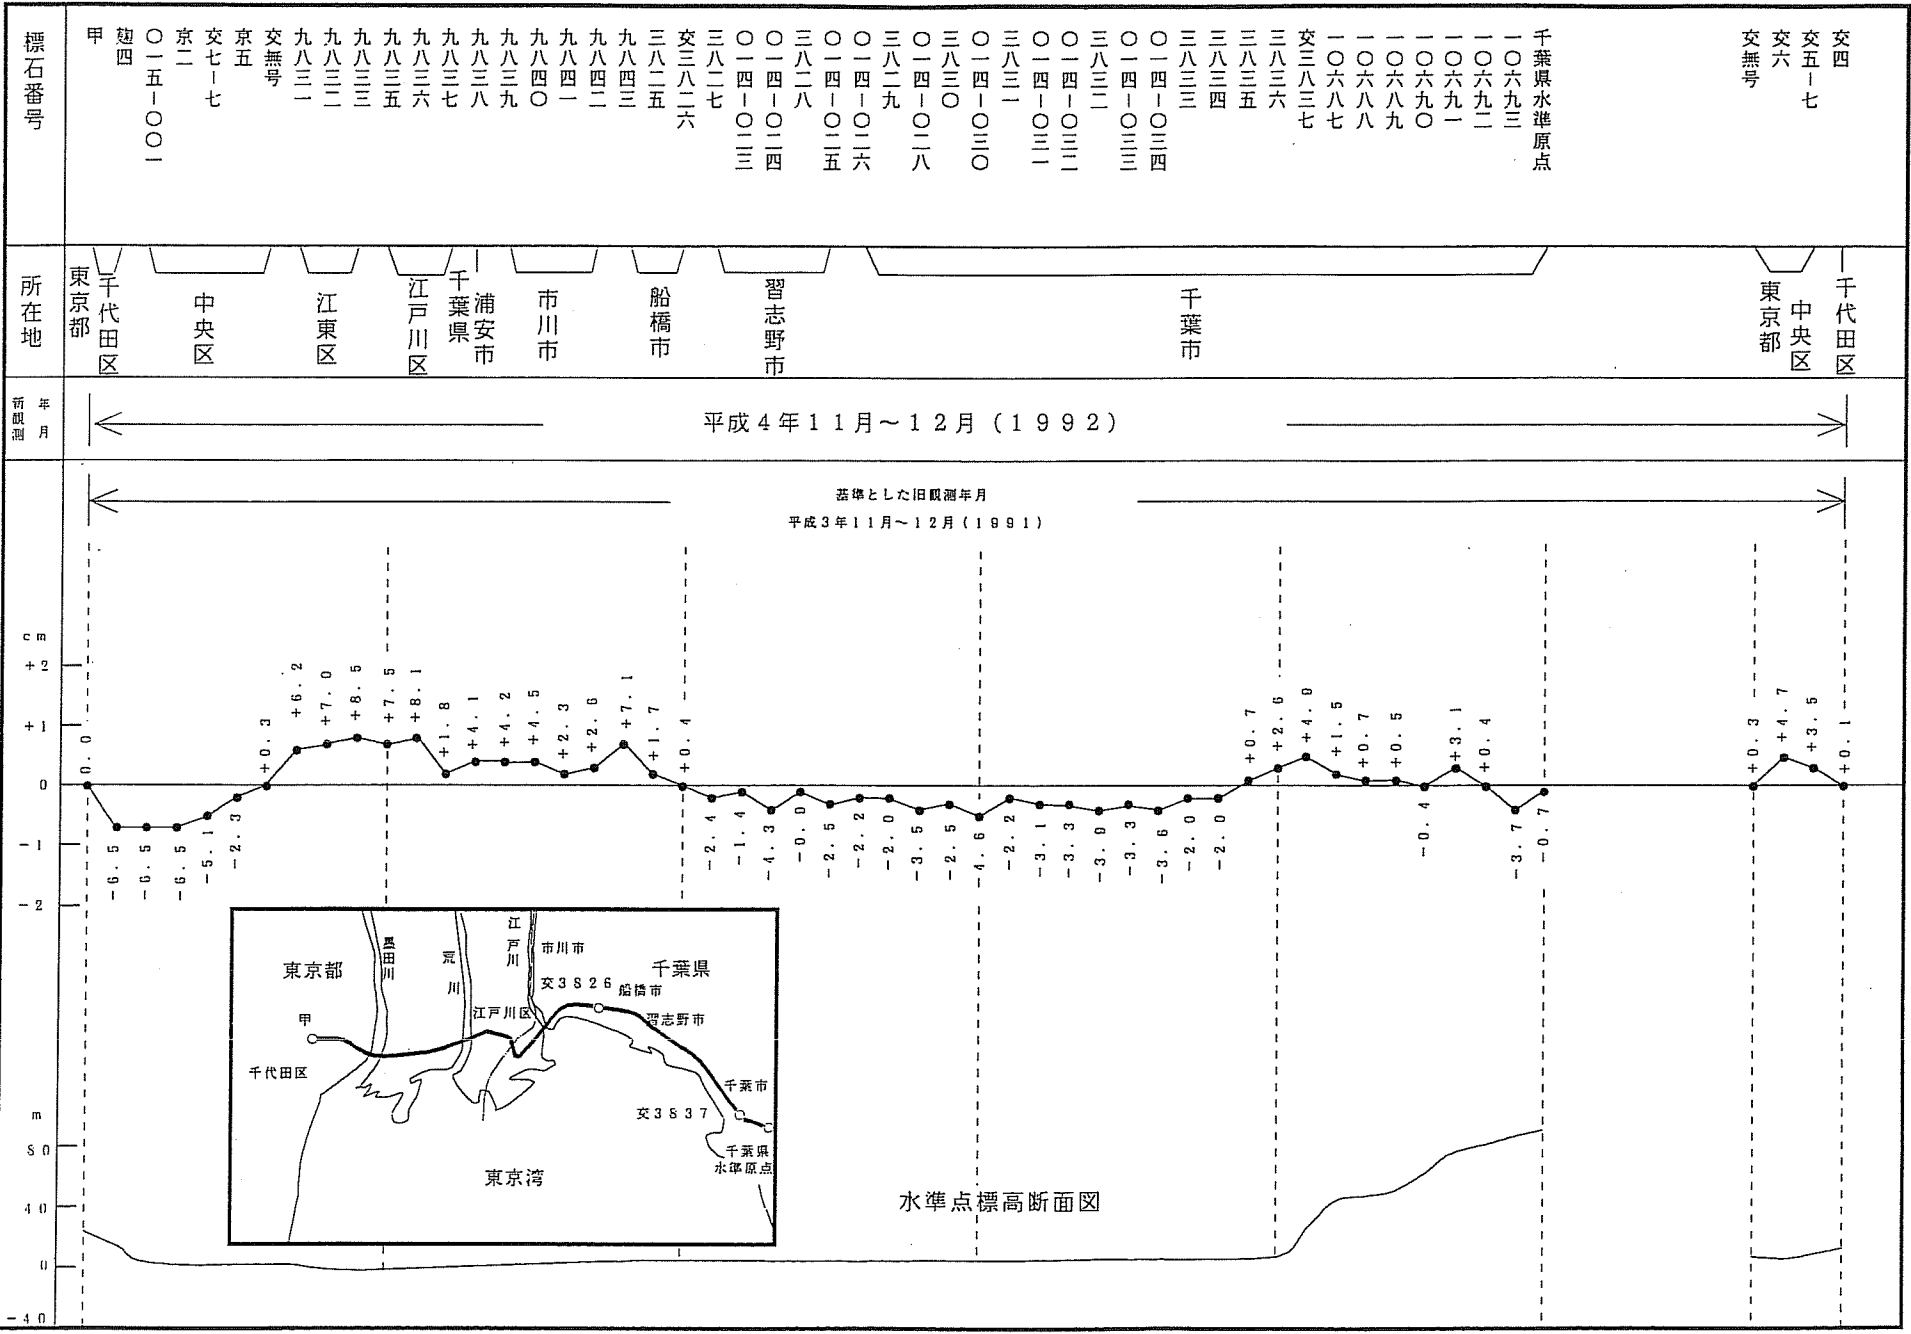 標石番号
甲
麹四
〇一五-〇〇一
京二
交七-七
京五
交無号
九八三一
九八三二
九八三三
九八三五
九八三六
九八三七
九八三八
九八三九
九八四〇
九八四一
九八四二
九八四三
三八二五
交三八二六
三八二七
〇一四-〇二三
〇一四-〇二四
三八二八
〇一四-〇二五
〇一四-〇二六
三八二九
〇一四-〇二八
三八三〇
〇一四-〇三〇
三八三一
〇一四-〇三一
〇一四-〇三二
三八三二
〇一四-〇三三
〇一四-〇三四
三八三三
三八三四
三八三五
三八三六
交三八三七
一〇六八七
一〇六八八
一〇六八九
一〇六九〇
一〇六九一
一〇六九二
一〇六九三
千葉県水準原点
交無号
交六
交五-七
交四
所在地
東京都
千代田区
中央区
江東区
江戸川区
千葉県
浦安市
市川市
船橋市
習志野市
千葉市
東京都
中央区
千代田区
新観測
年月
平成4年11月~12月(1992)
基準とした旧観測年月
平成3年11月~12月(1991)
cm
+2
+1
0
-1
-2
0.0
-6.5
-6.5
-6.5
-5.1
-2.3
+0.3
+6.2
+7.0
+8.5
+7.5
+8.1
+1.8
+4.1
+4.2
+4.5
+2.3
+2.6
+7.1
+1.7
+0.4
-2.4
-1.4
-4.3
-0.9
-2.5
-2.2
-2.0
-3.5
-2.5
-4.6
-2.2
-3.1
-3.3
-3.9
-3.3
-3.6
-2.0
-2.0
+0.7
+2.6
+4.9
+1.5
+0.7
+0.5
-0.4
+3.1
+0.4
-3.7
-0.7
+0.3
+4.7
+3.5
+0.1
東京都
墨田川
荒川
江戸川
市川市
千葉県
交3826
船橋市
甲
江戸川区
習志野市
千代田区
千葉市
交3837
千葉県
水準原点
東京湾
水準点標高断面図
m
80
40
0
-40